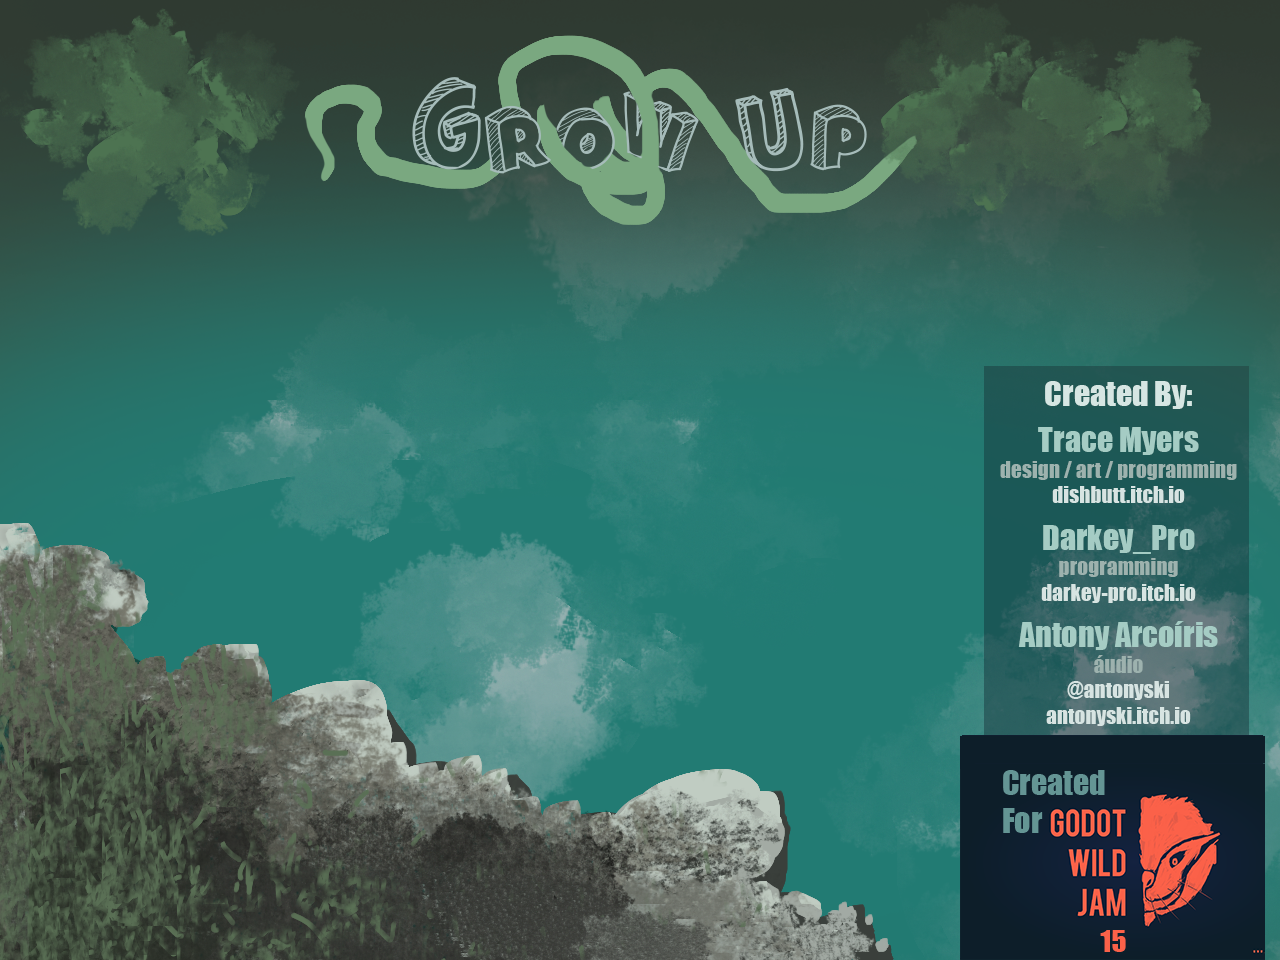 Grow Up
Created By:
Trace Myers
design / art / programming
dishbutt.itch.io
Darkey_Pro
programming
darkey-pro.itch.io
Antony Arcoíris
áudio
@antonyski
antonyski.itch.io
Created
For GODOT
WILD
JAM
15
...